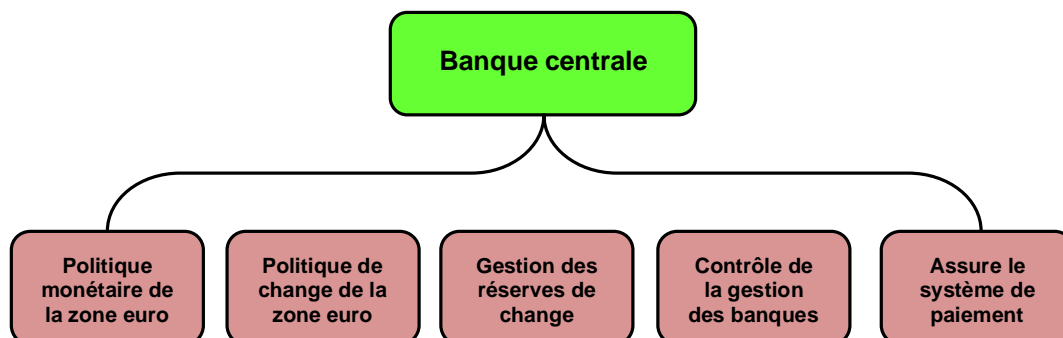 Banque centrale
Politique
monétaire de
la zone euro
Politique de
change de la
zone euro
Gestion des
réserves de
change
Contrôle de
la gestion
des banques
Assure le
système de
paiement